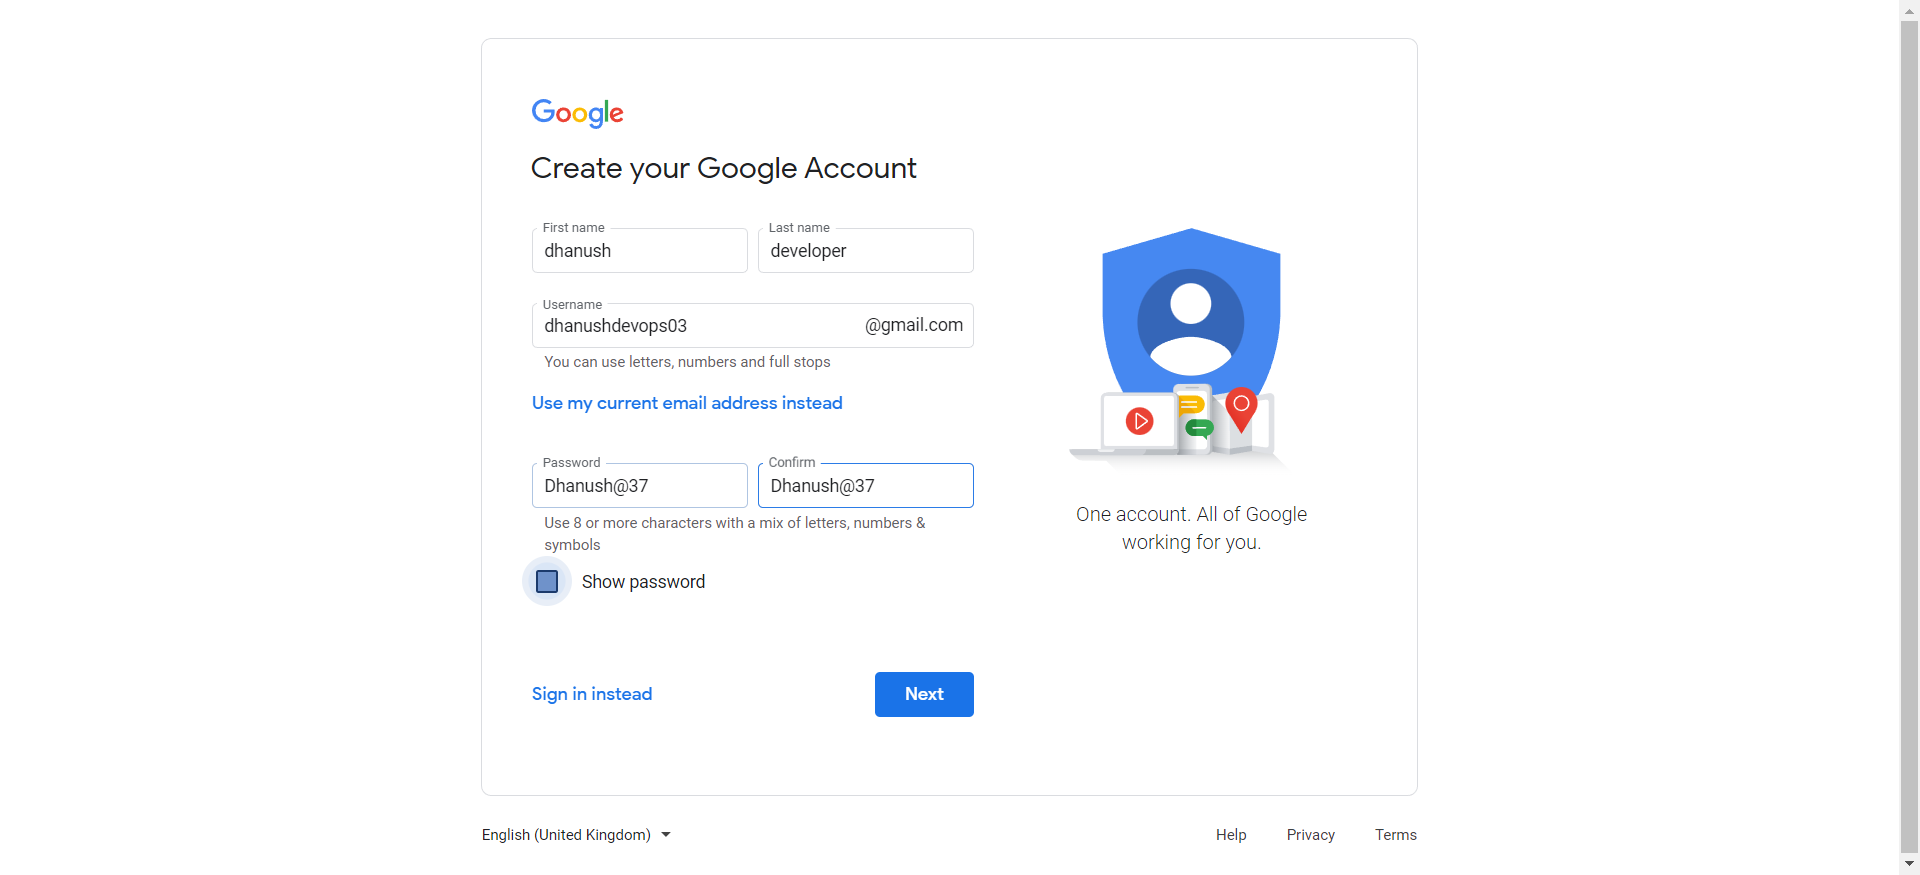 Google
Create your Google Account
First name
dhanush
Last name
developer
Username
dhanushdevops03 @gmail.com
You can use letters, numbers and full stops
Use my current email address instead
Password
Dhanush@37
Confirm
Dhanush@37
Use 8 or more characters with a mix of letters, numbers &
symbols
Show password
Sign in instead
Next
One account. All of Google
working for you.
English (United Kingdom)
Help Privacy Terms